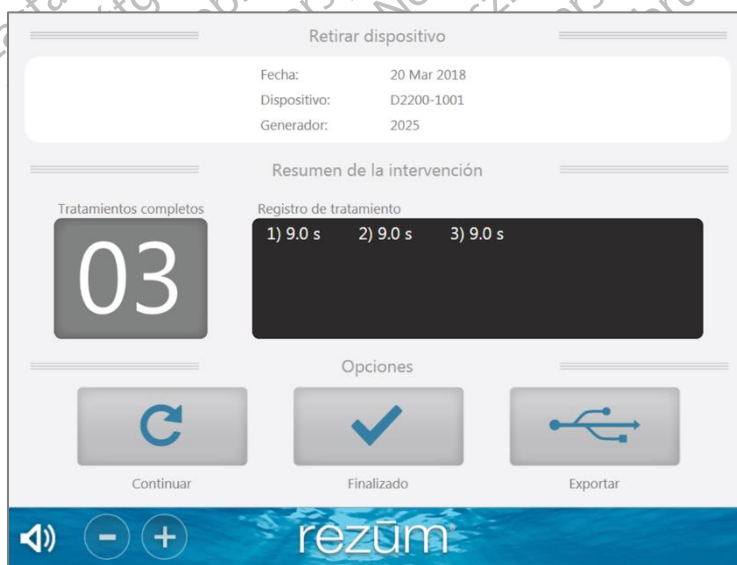 Retirar dispositivo
Fecha: 20 Mar 2018
Dispositivo: D2200-1001
Generador: 2025
Resumen de la intervención
Tratamientos completos
03
Registro de tratamiento
1) 9.0 s 2) 9.0 s 3) 9.0 s
Opciones
Continuar Finalizado Exportar
rezūm